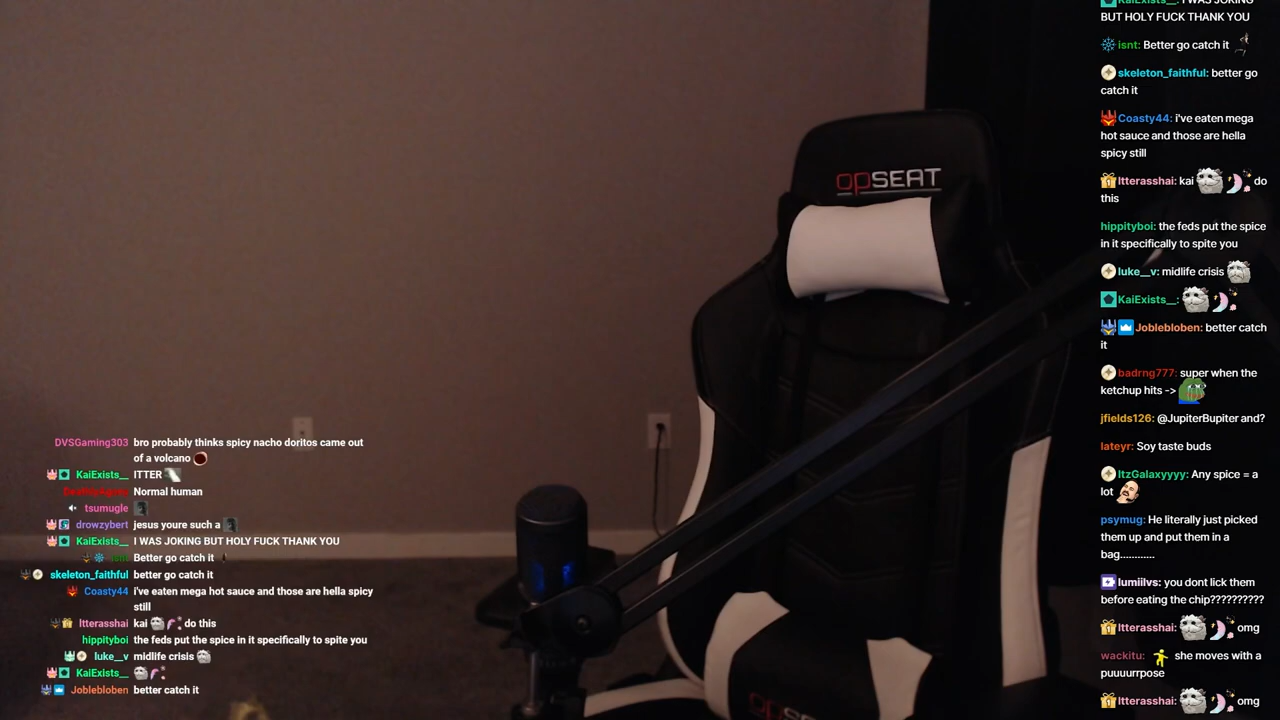 opSEAT
DVSGaming303 bro probably thinks spicy nacho doritos came out
of a volcano
KaiExists__ ITTER
Normal human
tsumugle
drowzybert jesus youre such a
KaiExists__ I WAS JOKING BUT HOLY FUCK THANK YOU
isnt Better go catch it
skeleton_faithful better go catch it
Coasty44 i've eaten mega hot sauce and those are hella spicy
still
Itterasshai kai do this
hippityboi the feds put the spice in it specifically to spite you
luke__v midlife crisis
KaiExists__
Joblebloben better catch it
KaiExists__: I WAS JOKING
BUT HOLY FUCK THANK YOU
isnt: Better go catch it
skeleton_faithful: better go
catch it
Coasty44: i've eaten mega
hot sauce and those are hella
spicy still
Itterasshai: kai do
this
hippityboi: the feds put the spice
in it specifically to spite you
luke__v: midlife crisis
KaiExists__:
Joblebloben: better catch
it
badrng777: super when the
ketchup hits ->
jfields126: @JupiterBupiter and?
lateyr: Soy taste buds
ItzGalaxyyyy: Any spice = a
lot
psymug: He literally just picked
them up and put them in a
bag............
lumiilvs: you dont lick them
before eating the chip??????????
Itterasshai: omg
wackitu: she moves with a
puuuurrpose
Itterasshai: omg